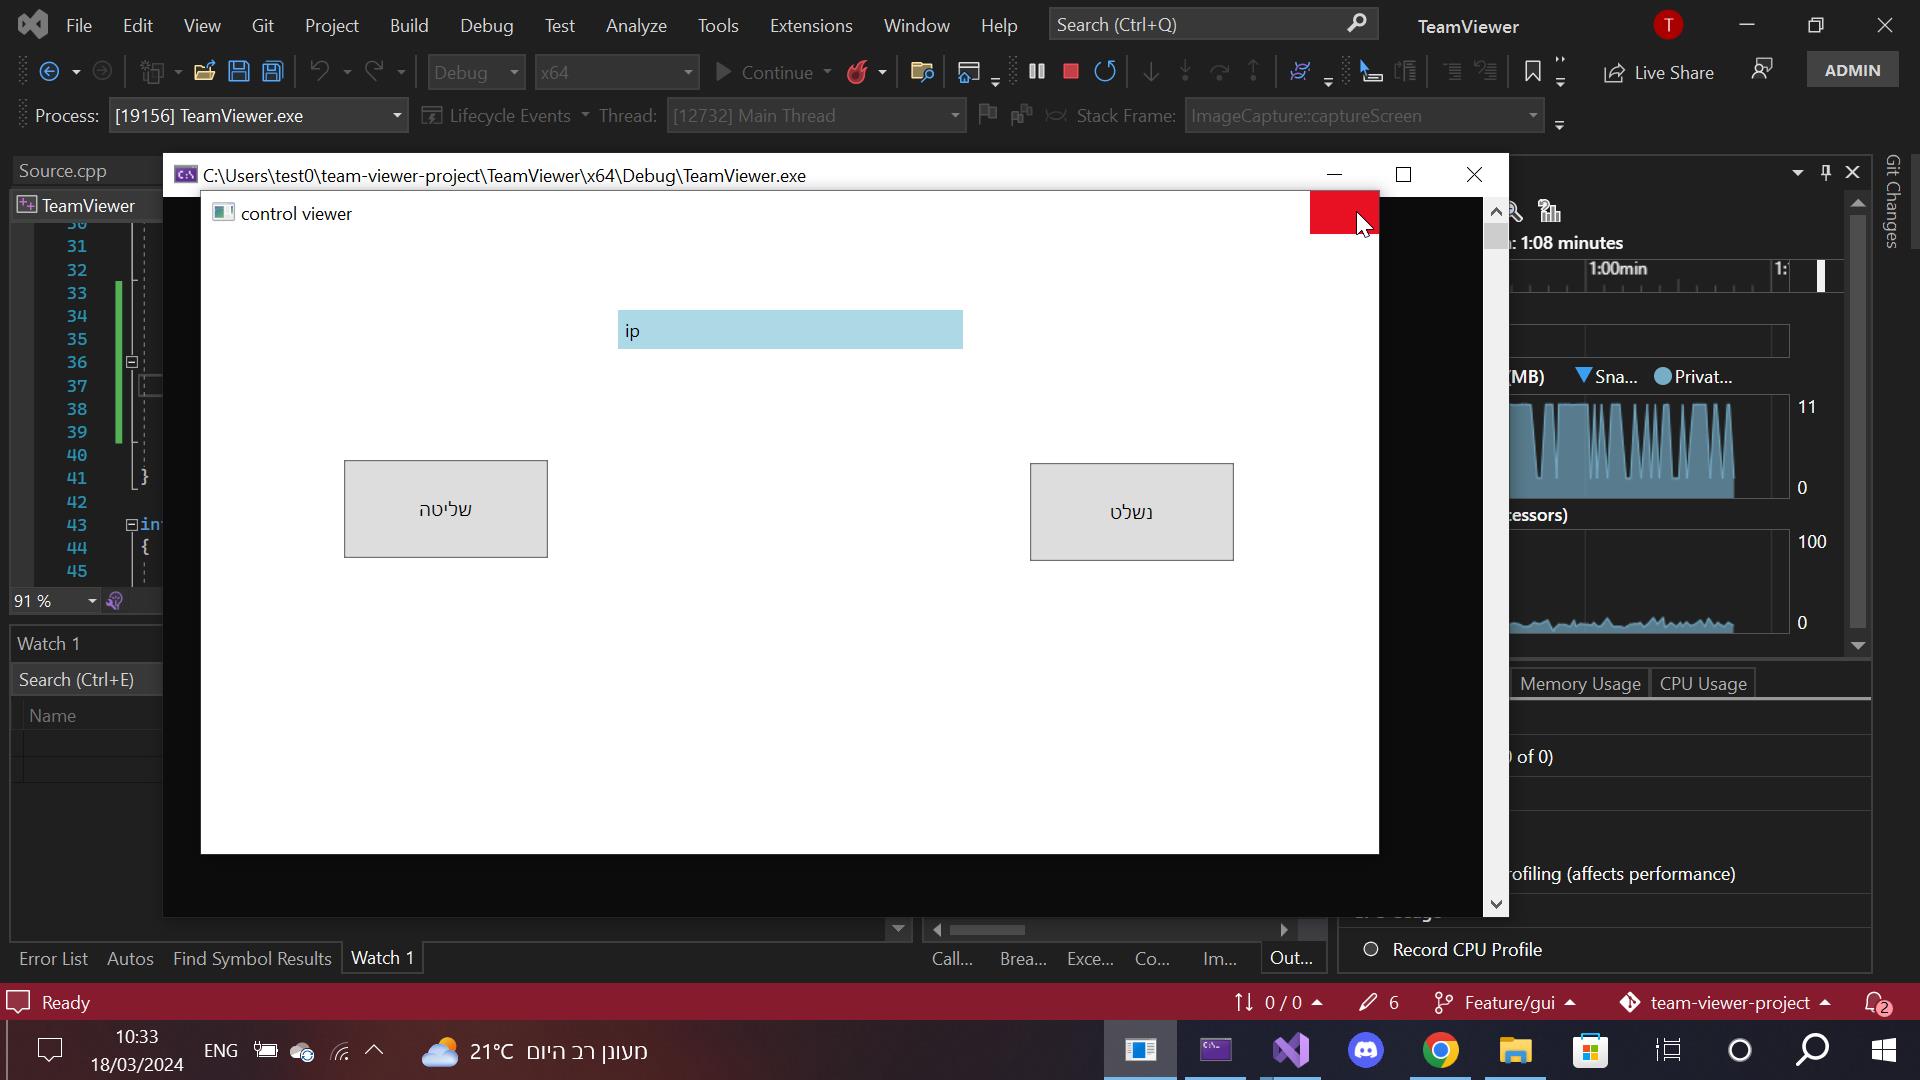 File Edit View Git Project Build Debug Test Analyze Tools Extensions Window Help Search (Ctrl+Q) TeamViewer T
Debug x64 Continue Live Share ADMIN
Process: [19156] TeamViewer.exe Lifecycle Events Thread: [12732] Main Thread Stack Frame: ImageCapture::captureScreen
Source.cpp
TeamViewer
C:\Users\test0\team-viewer-project\TeamViewer\x64\Debug\TeamViewer.exe
control viewer
ip
שליטה
נשלט
31
32
33
34
35
36
37
38
39
40
41 }
42
43 in
44 {
45
91 %
Watch 1
Search (Ctrl+E)
Name
Git Changes
: 1:08 minutes
1:00min 1:
(MB) Sna... Privat...
11
0
cessors)
100
0
Memory Usage CPU Usage
of 0)
ofiling (affects performance)
Record CPU Profile
Error List Autos Find Symbol Results Watch 1
Call... Brea... Exce... Co... Im... Out...
Ready 0 / 0 6 Feature/gui team-viewer-project 2
10:33
18/03/2024
ENG
21°C מעונן רב היום